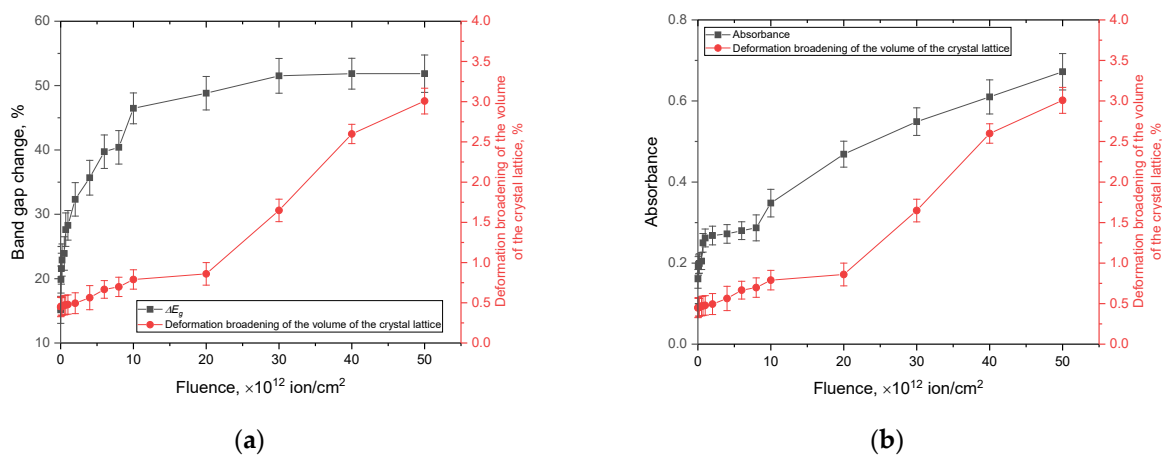 60
50
40
30
20
10
Band gap change, %
4.0
3.5
3.0
2.5
2.0
1.5
1.0
0.5
0.0
Deformation broadening of the volume
of the crystal lattice, %
ΔEg
Deformation broadening of the volume of the crystal lattice
0 10 20 30 40 50
Fluence, ×10¹² ion/cm²
(a)
0.8
0.6
0.4
0.2
0.0
Absorbance
4.0
3.5
3.0
2.5
2.0
1.5
1.0
0.5
0.0
Deformation broadening of the volume
of the crystal lattice, %
Absorbance
Deformation broadening of the volume of the crystal lattice
0 10 20 30 40 50
Fluence, ×10¹² ion/cm²
(b)